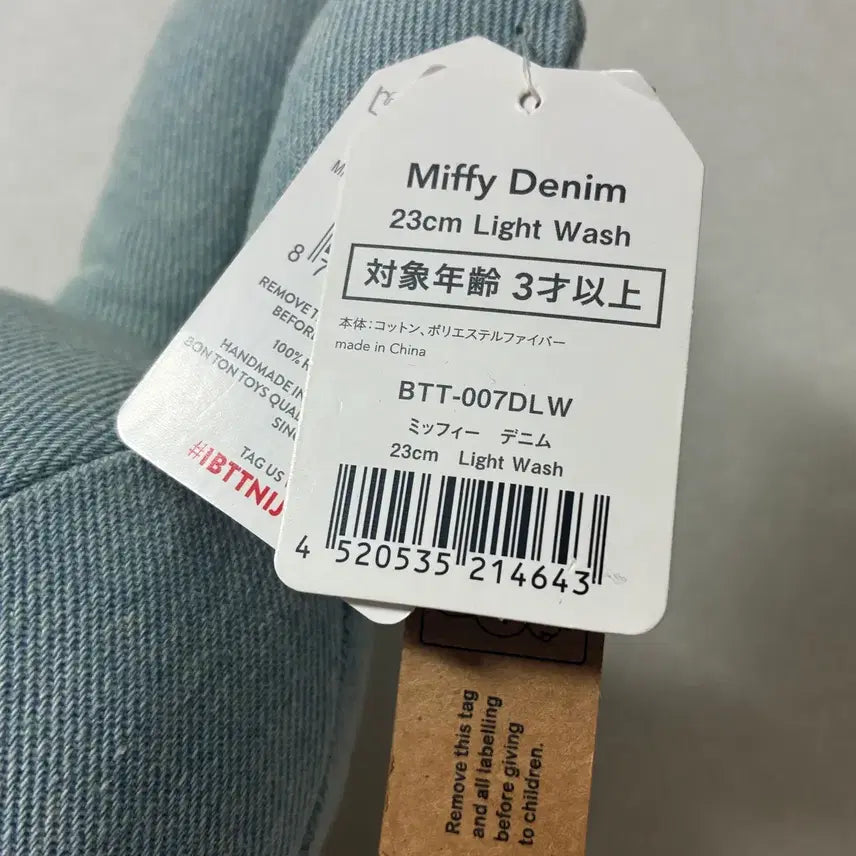 Miffy Denim
23cm Light Wash
対象年齢 3才以上
本体：コットン、ポリエステルファイバー
made in China
BTT-007DLW
ミッフィー デニム
23cm Light Wash
4 520535 214643
8 7
REMOVE
BEFOR
100%
HANDMADE IN
BON TON TOYS
TAG US
#IBTTNIJ
Remove this tag
and all labelling
before giving
to children.